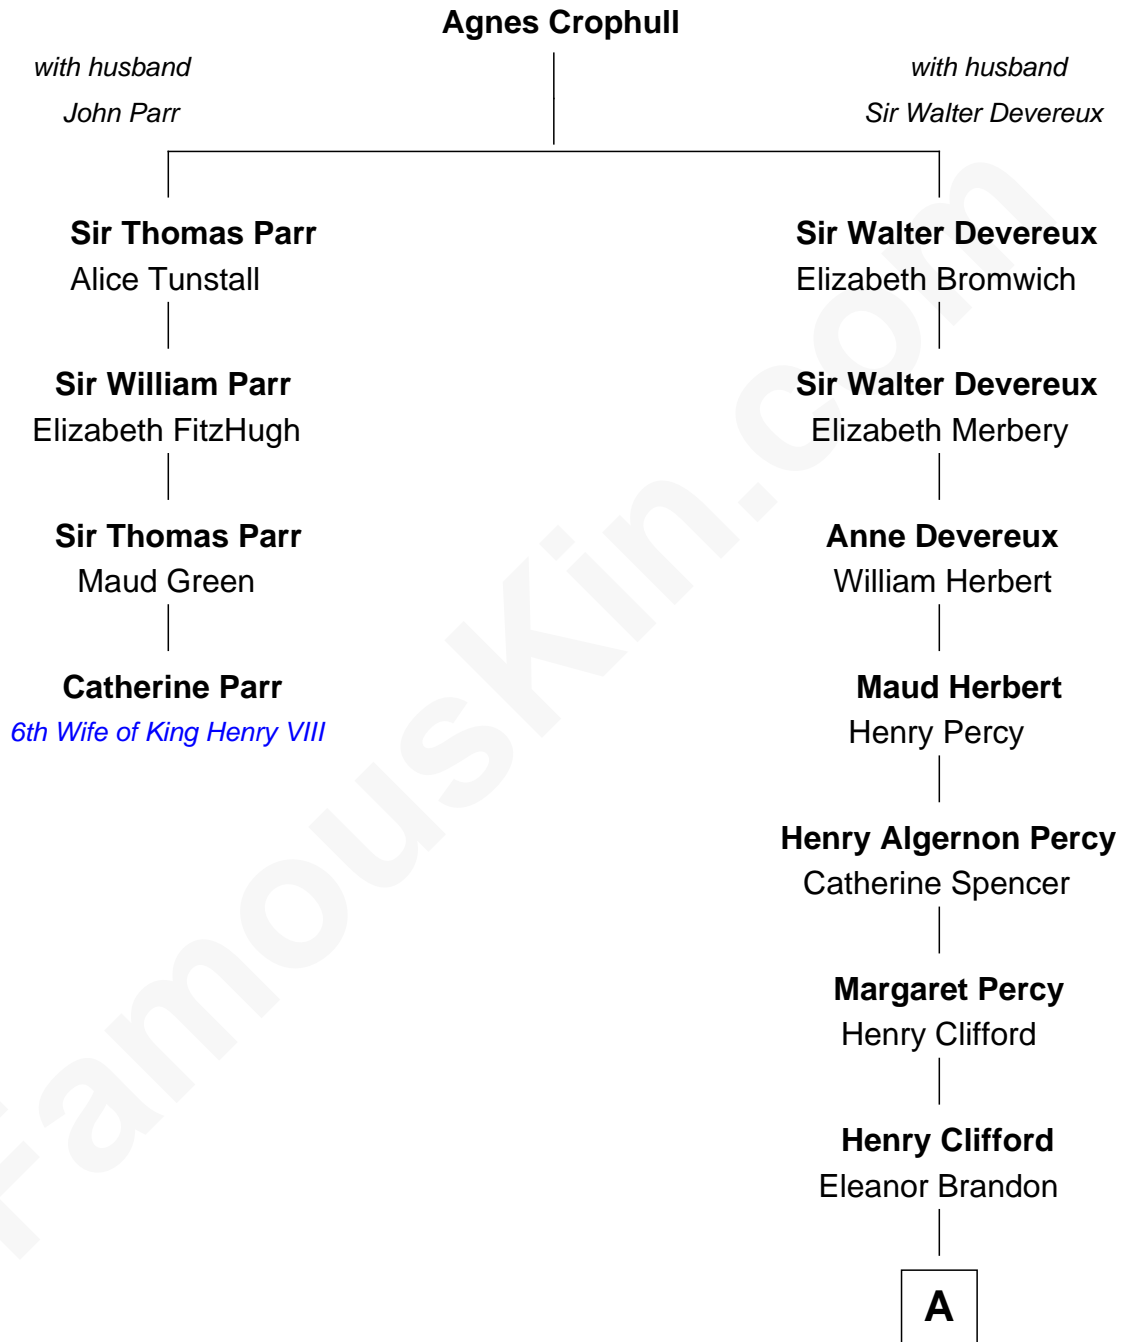 Agnes Crophull
with husband
John Parr
with husband
Sir Walter Devereux
Sir Thomas Parr
Alice Tunstall
Sir William Parr
Elizabeth FitzHugh
Sir Thomas Parr
Maud Green
Catherine Parr
6th Wife of King Henry VIII
Sir Walter Devereux
Elizabeth Bromwich
Sir Walter Devereux
Elizabeth Merbery
Anne Devereux
William Herbert
Maud Herbert
Henry Percy
Henry Algernon Percy
Catherine Spencer
Margaret Percy
Henry Clifford
Henry Clifford
Eleanor Brandon
A
FamousKin.com